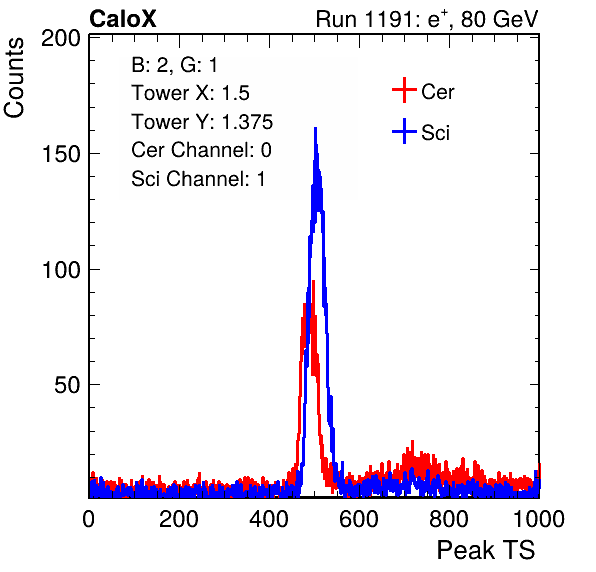 CaloX Run 1191: e⁺, 80 GeV
Counts
200
150
100
50
B: 2, G: 1
Tower X: 1.5
Tower Y: 1.375
Cer Channel: 0
Sci Channel: 1
Cer
Sci
0 200 400 600 800 1000
Peak TS